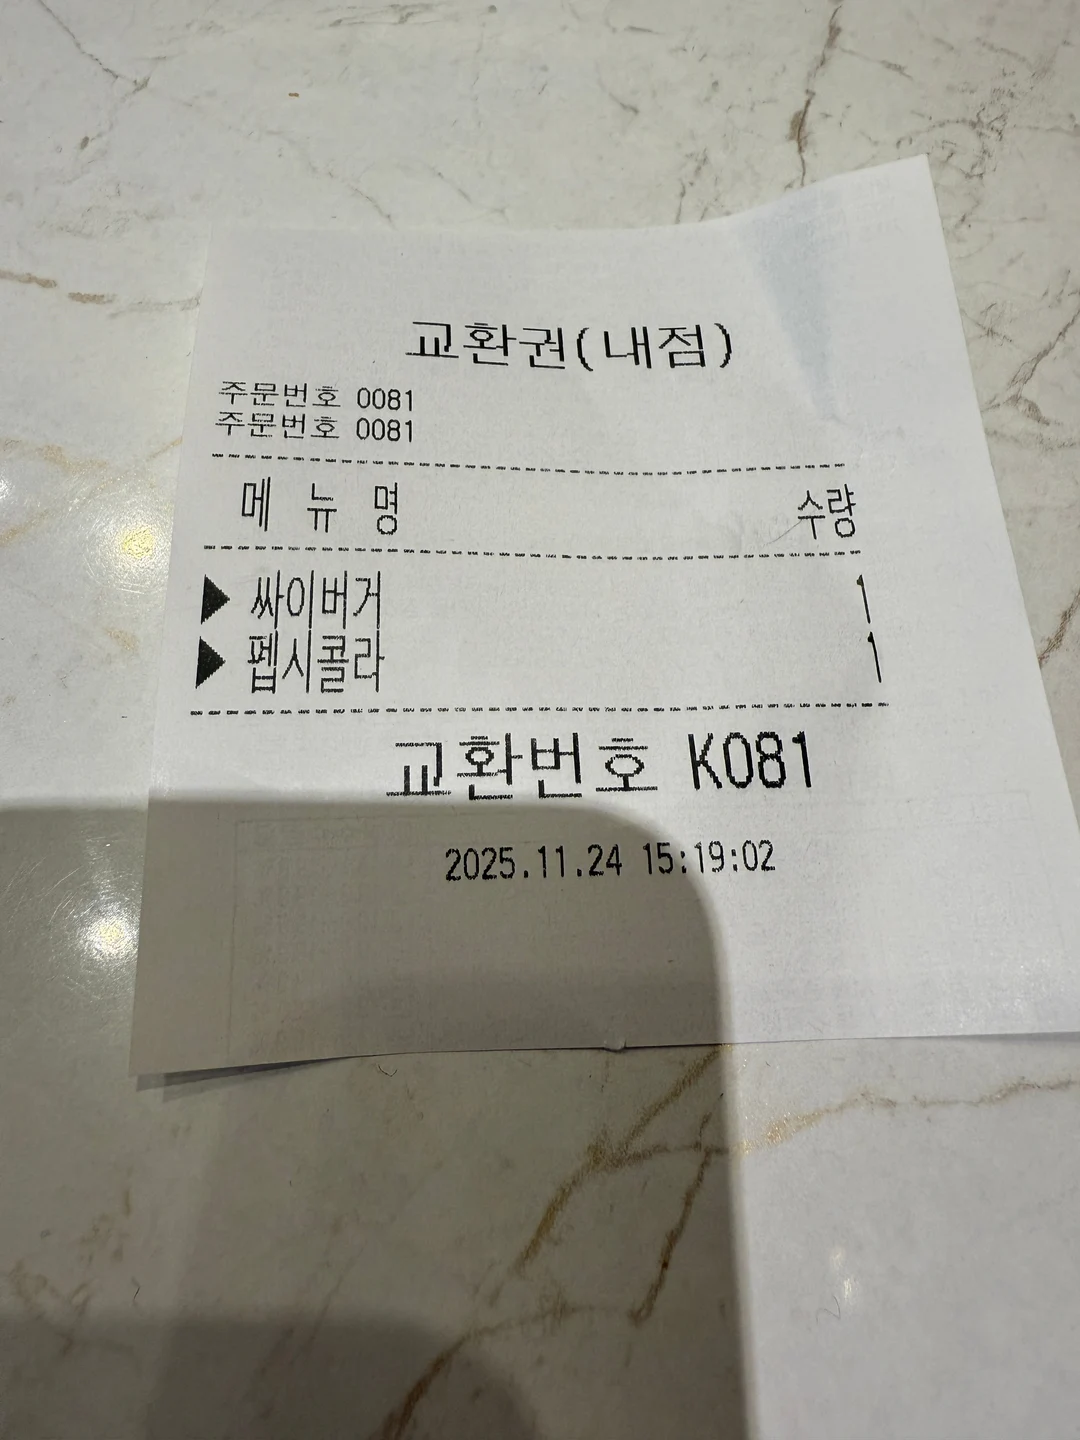 교환권(내점)
주문번호 0081
주문번호 0081
메 뉴 명 수량
▶ 싸이버거 1
▶ 펩시콜라 1
교환번호 K081
2025.11.24 15:19:02